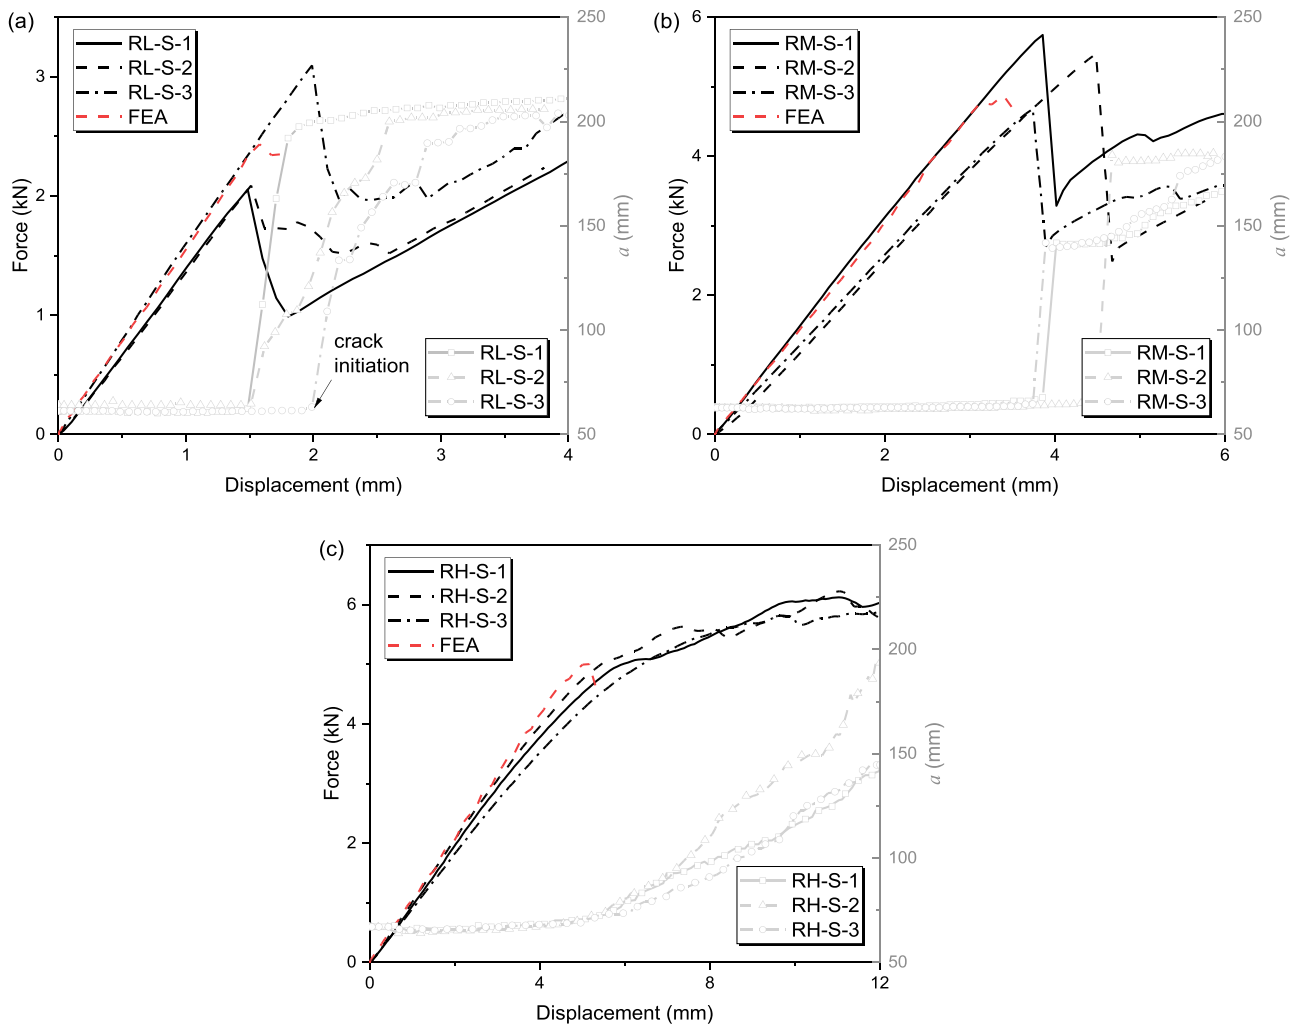 (a)
RL-S-1
RL-S-2
RL-S-3
FEA
3
2
1
0
Force (kN)
250
200
150
100
50
a (mm)
crack
initiation
RL-S-1
RL-S-2
RL-S-3
0
1
2
3
4
Displacement (mm)
(b)
RM-S-1
RM-S-2
RM-S-3
FEA
6
4
2
0
Force (kN)
250
200
150
100
50
a (mm)
RM-S-1
RM-S-2
RM-S-3
0
2
4
6
Displacement (mm)
(c)
RH-S-1
RH-S-2
RH-S-3
FEA
6
4
2
0
Force (kN)
250
200
150
100
50
a (mm)
RH-S-1
RH-S-2
RH-S-3
0
4
8
12
Displacement (mm)